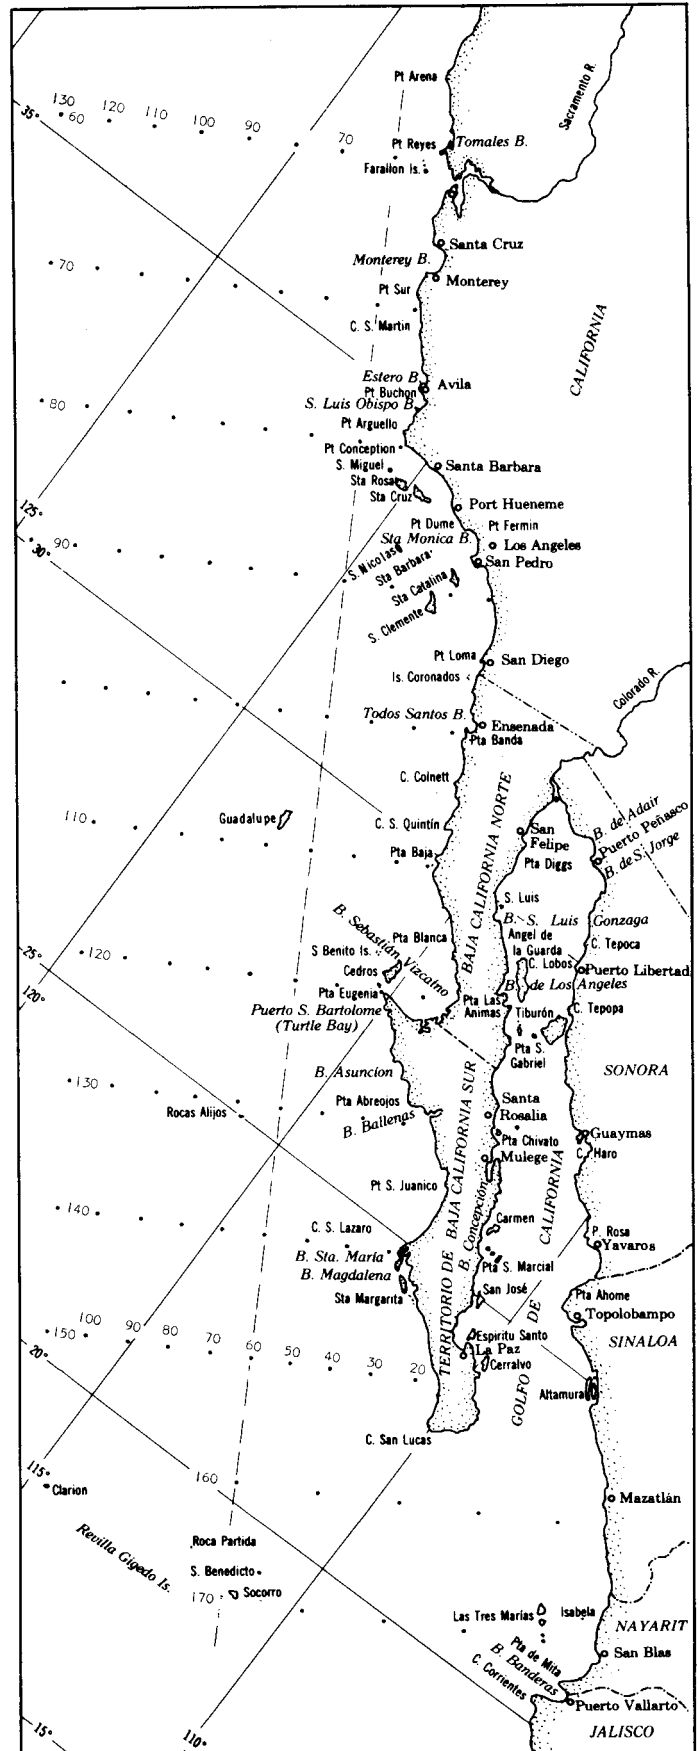 Pt Arena
Sacramento R.
130 120 110 100 90
60 70
35°
Pt Reyes
Tomales B.
Farallon Is.
Santa Cruz
Monterey B.
70
Monterey
Pt Sur
C. S. Martin
CALIFORNIA
Estero B.
Pt Buchon
Avila
80
S. Luis Obispo B.
Pt Arguello
Pt Conception
S. Miguel
Santa Barbara
Sta Rosa
Sta Cruz
Port Hueneme
125°
Pt Dume
Pt Fermin
30°
90
Sta Monica B.
Los Angeles
S. Nicolas
Sta Barbara
San Pedro
Sta Catalina
S. Clemente
Pt Loma
San Diego
Is. Coronados
Colorado R.
Todos Santos B.
Ensenada
Pta Banda
C. Colnett
110
Guadalupe
C. S. Quintín
San
Felipe
B. de Adair
Puerto Peñasco
B. de S. Jorge
Pta Baja
Pta Diggs
BAJA CALIFORNIA NORTE
S. Luis
B. S. Luis Gonzaga
B. Sebastián Vizcaíno
Pta Blanca
Angel de
la Guarda
C. Tepoca
25°
120
S Benito Is.
C. Lobos
Cedros
Puerto Libertad
B. de Los Angeles
Pta Eugenia
120°
Pta Las
Animas
Puerto S. Bartolome
(Turtle Bay)
Tiburón
C. Tepopa
Pta S.
Gabriel
B. Asuncion
SONORA
130
Pta Abreojos
Rocas Alijos
B. Ballenas
Santa
Rosalia
Pta Chivato
Guaymas
Mulege
C. Haro
Pt S. Juanico
TERRITORIO DE BAJA CALIFORNIA SUR
B. Concepción
GOLFO DE CALIFORNIA
140
C. S. Lazaro
Carmen
P. Rosa
Yavaros
B. Sta. María
B. Magdalena
Pta S. Marcial
San José
Sta Margarita
Pta Ahome
Topolobampo
150 100 90 80 70 60 50 40 30 20
20°
Espiritu Santo
La Paz
Cerralvo
SINALOA
Altamura
C. San Lucas
115°
160
Clarion
Mazatlán
Revilla Gigedo Is.
Roca Partida
S. Benedicto
170
Socorro
Las Tres Marías
Isabela
NAYARIT
Pta de Mita
San Blas
B. Banderas
C. Corrientes
Puerto Vallarto
15°
110°
JALISCO